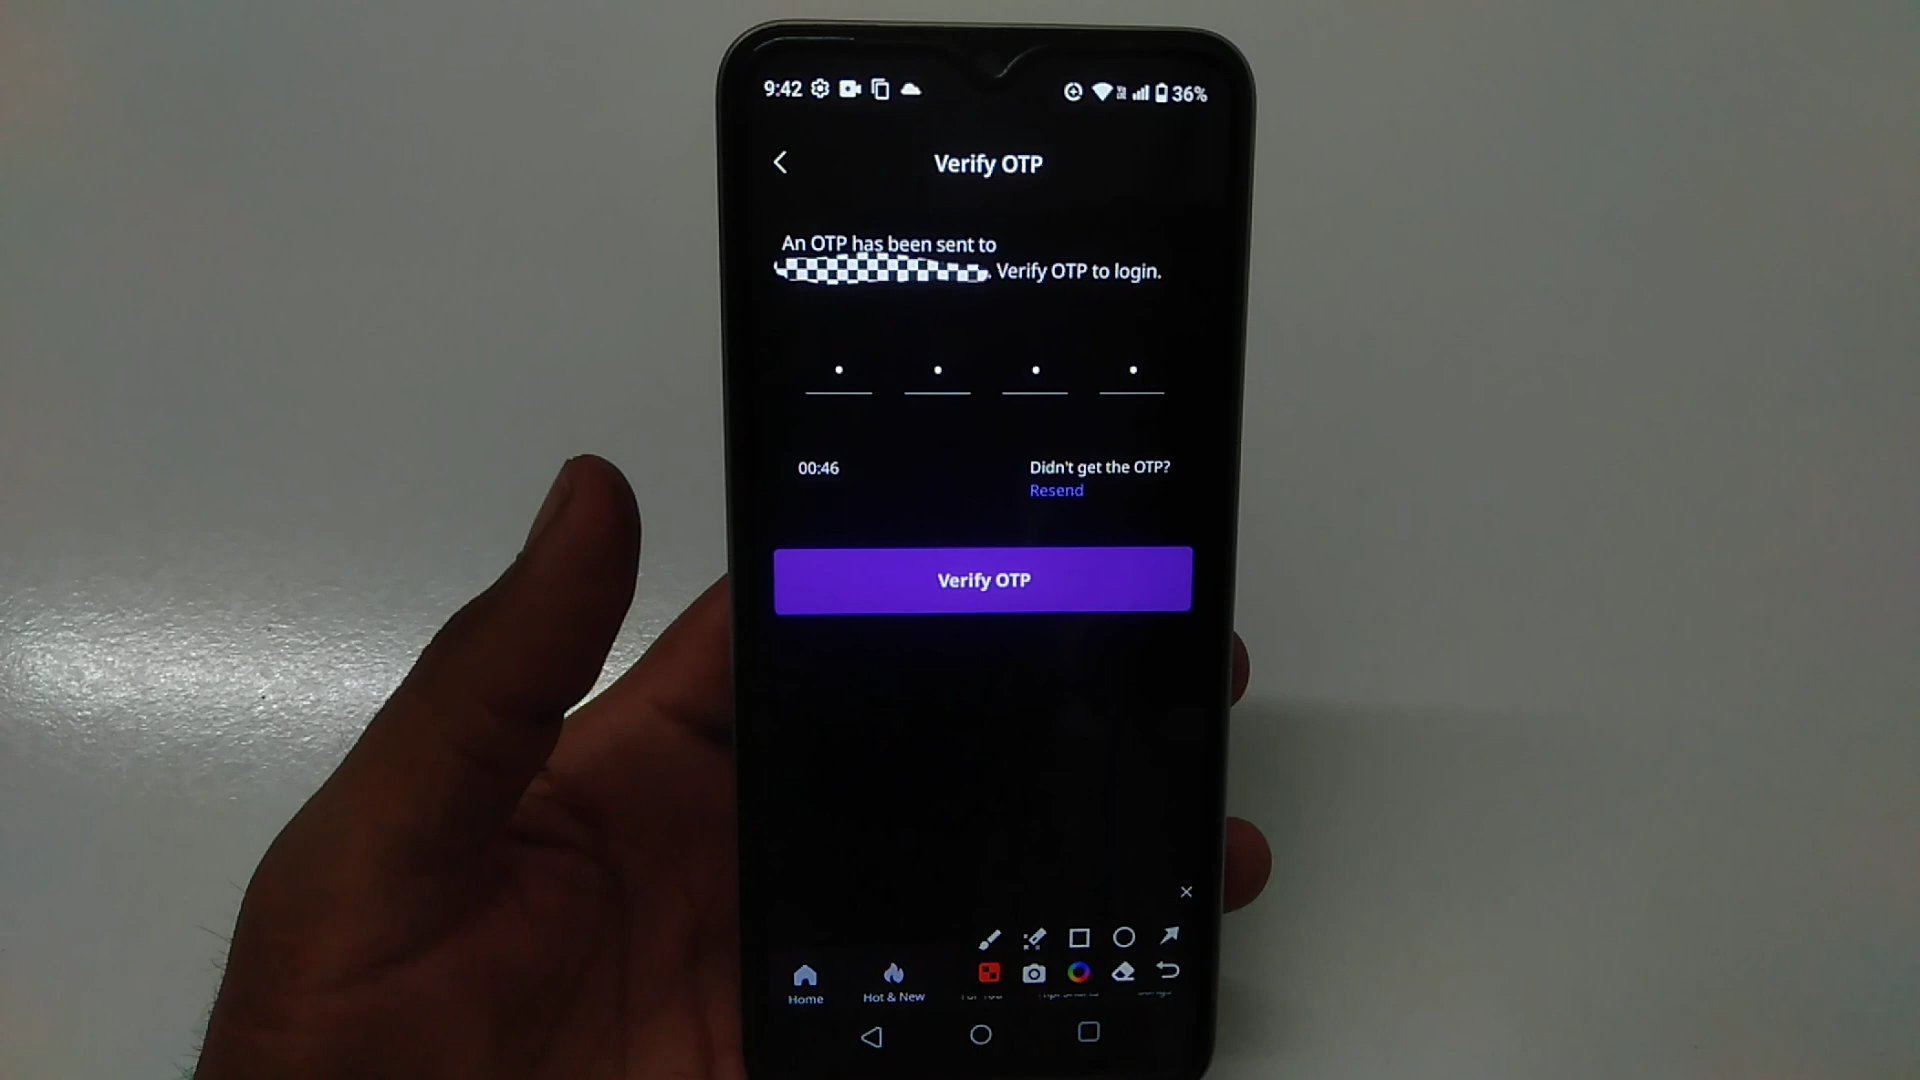 9:42
36%
Verify OTP
An OTP has been sent to
. Verify OTP to login.
00:46
Didn't get the OTP?
Resend
Verify OTP
Home
Hot & New